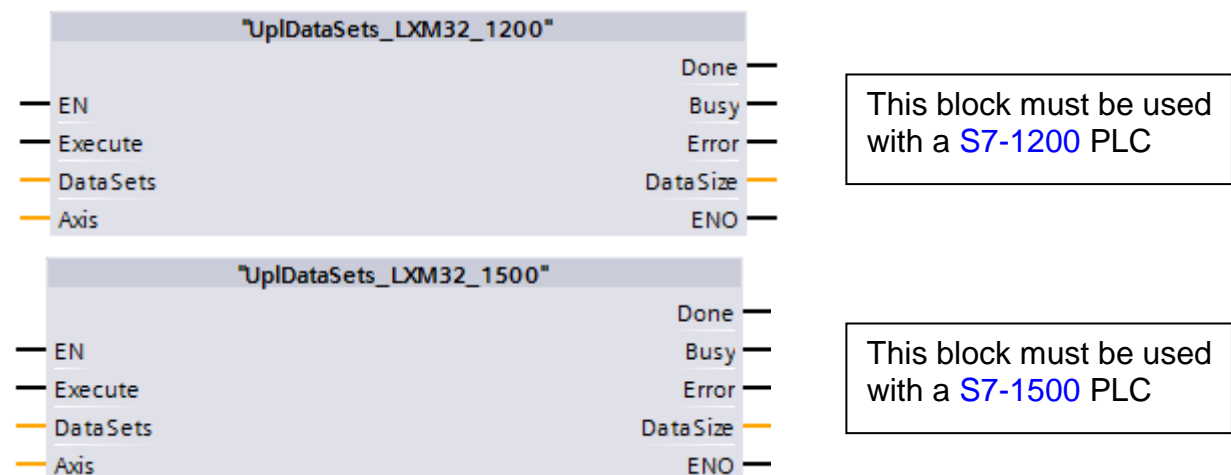 "UplDataSets_LXM32_1200"
Done
EN Busy
Execute Error
DataSets DataSize
Axis ENO
This block must be used
with a S7-1200 PLC
"UplDataSets_LXM32_1500"
Done
EN Busy
Execute Error
DataSets DataSize
Axis ENO
This block must be used
with a S7-1500 PLC